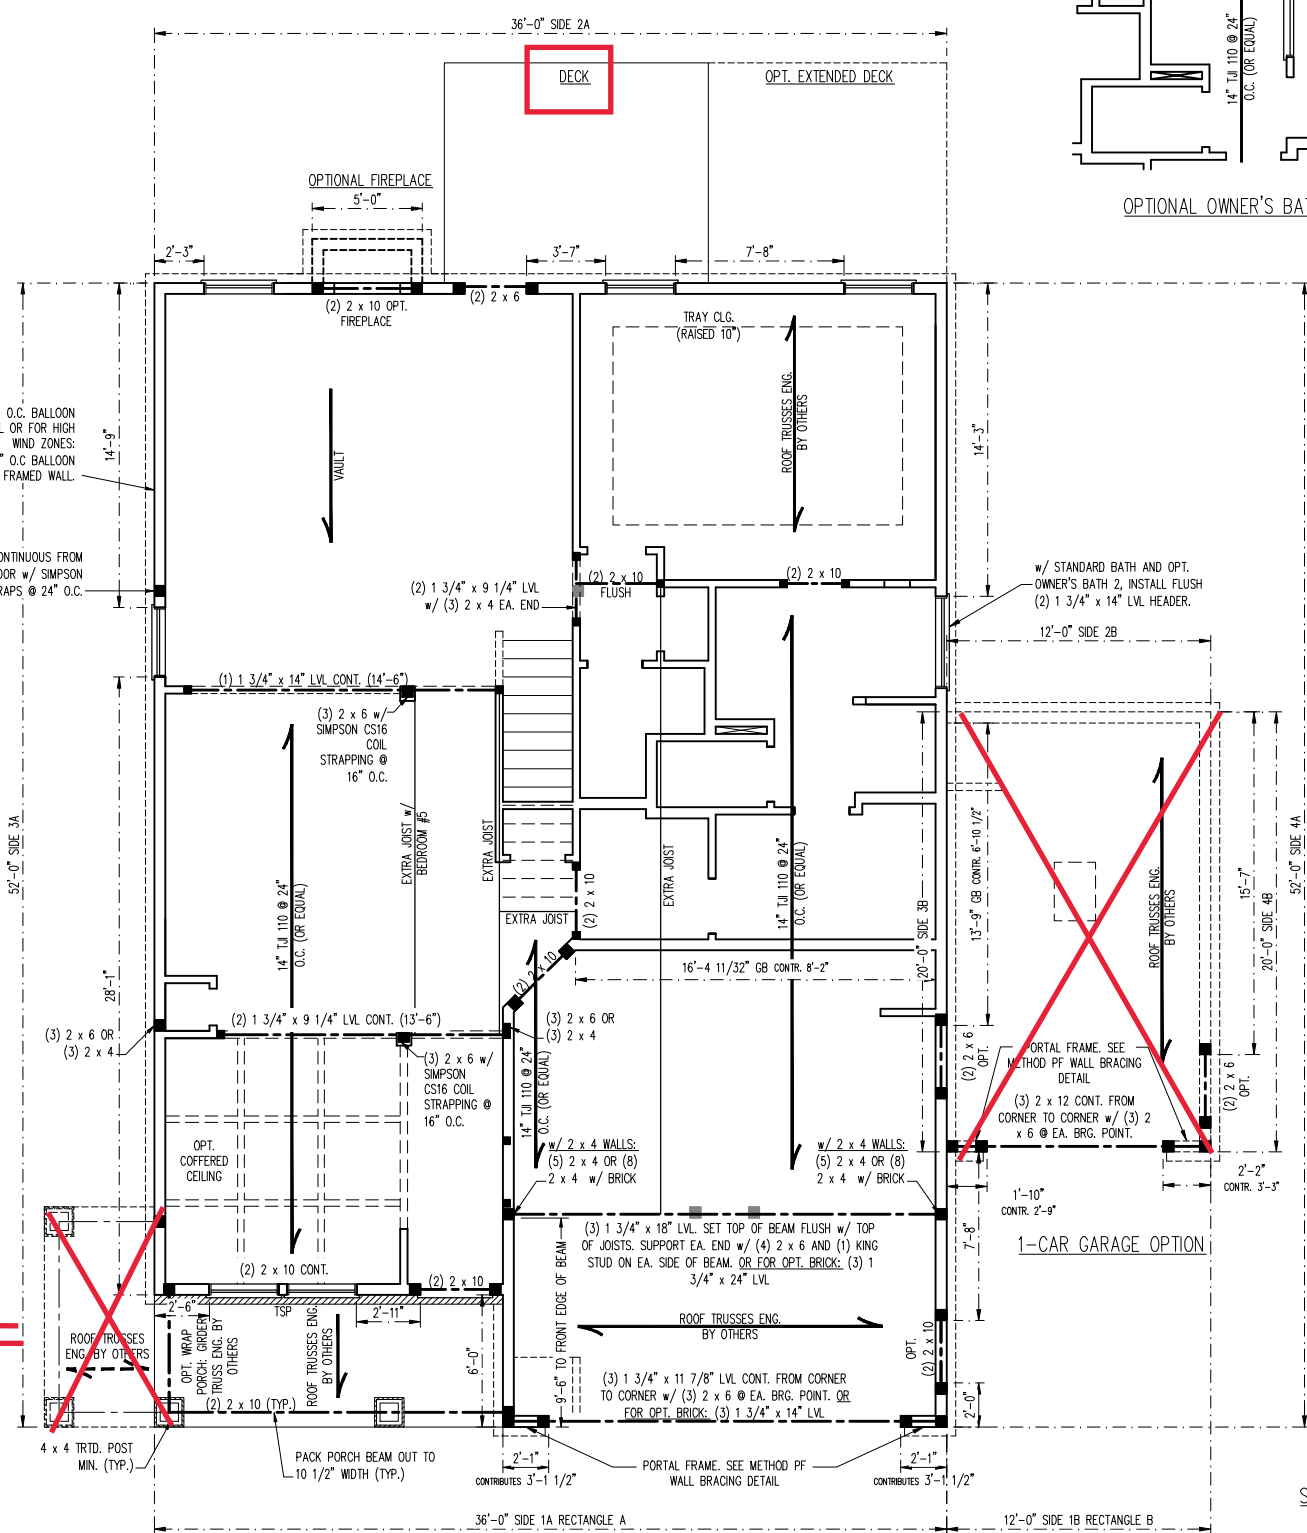 36'-0" SIDE 2A
DECK
OPT. EXTENDED DECK
14" TJI 110 @ 24"
O.C. (OR EQUAL)
OPTIONAL OWNER'S
OPTIONAL FIREPLACE
5'-0"
2'-3"
3'-7"
7'-8"
(2) 2 x 10 OPT.
FIREPLACE
(2) 2 x 6
TRAY CLG.
(RAISED 10")
ROOF TRUSSES ENG.
BY OTHERS
VAULT
14'-9"
14'-3"
O.C. BALLOON
OR FOR HIGH
WIND ZONES:
O.C BALLOON
FRAMED WALL.
FROM
w/ SIMPSON
@ 24" O.C.
(2) 1 3/4" x 9 1/4" LVL
w/ (3) 2 x 4 EA. END
(2) 2 x 10
FLUSH
(2) 2 x 10
w/ STANDARD BATH AND OPT.
OWNER'S BATH 2, INSTALL FLUSH
(2) 1 3/4" x 14" LVL HEADER.
12'-0" SIDE 2B
(1) 1 3/4" x 14" LVL CONT. (14'-6")
(3) 2 x 6 w/
SIMPSON CS16
COIL
STRAPPING @
16" O.C.
EXTRA JOIST w/
BEDROOM #5
EXTRA JOIST
14" TJI 110 @ 24"
O.C. (OR EQUAL)
EXTRA JOIST
(2) 2 x 10
EXTRA JOIST
14" TJI 110 @ 24"
O.C. (OR EQUAL)
52'-0" SIDE 3A
28'-1"
20'-0" SIDE 3B
13'-9" GB CONTR. 6'-10 1/2"
ROOF TRUSSES ENG.
BY OTHERS
15'-7"
20'-0" SIDE 4B
52'-0" SIDE 4A
16'-4 11/32" GB CONTR. 8'-2"
(2) 2 x 10
(3) 2 x 6 OR
(3) 2 x 4
(2) 1 3/4" x 9 1/4" LVL CONT. (13'-6")
(3) 2 x 6 OR
(3) 2 x 4
(3) 2 x 6 w/
SIMPSON
CS16 COIL
STRAPPING @
16" O.C.
14" TJI 110 @ 24"
O.C. (OR EQUAL)
(2) 2 x 6
OPT.
PORTAL FRAME. SEE
METHOD PF WALL BRACING
DETAIL
(3) 2 x 12 CONT. FROM
CORNER TO CORNER w/ (3) 2
x 6 @ EA. BRG. POINT.
(2) 2 x 6
OPT.
OPT.
COFFERED
CEILING
w/ 2 x 4 WALLS:
(5) 2 x 4 OR (8)
2 x 4 w/ BRICK
w/ 2 x 4 WALLS:
(5) 2 x 4 OR (8)
2 x 4 w/ BRICK
2'-2"
CONTR. 3'-3"
1'-10"
CONTR. 2'-9"
7'-8"
1-CAR GARAGE OPTION
(3) 1 3/4" x 18" LVL. SET TOP OF BEAM FLUSH w/ TOP
OF JOISTS. SUPPORT EA. END w/ (4) 2 x 6 AND (1) KING
STUD ON EA. SIDE OF BEAM. OR FOR OPT. BRICK: (3) 1
3/4" x 24" LVL
9'-6" TO FRONT EDGE OF BEAM
(2) 2 x 10 CONT.
(2) 2 x 10
2'-6"
TSP
2'-11"
ROOF TRUSSES
ENG. BY OTHERS
OPT. WRAP
PORCH: GIRDER
TRUSS ENG. BY
OTHERS
ROOF TRUSSES ENG.
BY OTHERS
6'-0"
ROOF TRUSSES ENG.
BY OTHERS
OPT.
(2) 2 x 10
(3) 1 3/4" x 11 7/8" LVL CONT. FROM CORNER
TO CORNER w/ (3) 2 x 6 @ EA. BRG. POINT. OR
FOR OPT. BRICK: (3) 1 3/4" x 14" LVL
2'-0"
(2) 2 x 10 (TYP.)
4 x 4 TRTD. POST
MIN. (TYP.)
PACK PORCH BEAM OUT TO
10 1/2" WIDTH (TYP.)
2'-1"
CONTRIBUTES 3'-1 1/2"
PORTAL FRAME. SEE METHOD PF
WALL BRACING DETAIL
2'-1"
CONTRIBUTES 3'-1 1/2"
36'-0" SIDE 1A RECTANGLE A
12'-0" SIDE 1B RECTANGLE B